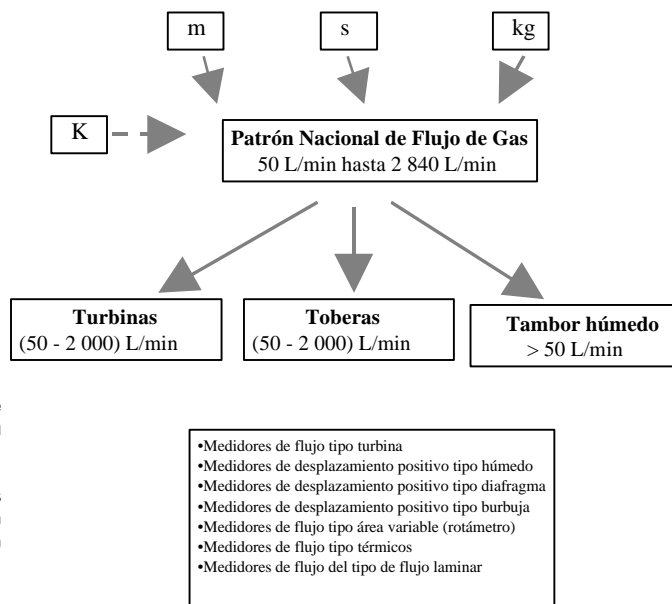 m
s
kg
K
Patrón Nacional de Flujo de Gas
50 L/min hasta 2 840 L/min
Turbinas
(50 - 2 000) L/min
Toberas
(50 - 2 000) L/min
Tambor húmedo
> 50 L/min
•Medidores de flujo tipo turbina
•Medidores de desplazamiento positivo tipo húmedo
•Medidores de desplazamiento positivo tipo diafragma
•Medidores de desplazamiento positivo tipo burbuja
•Medidores de flujo tipo área variable (rotámetro)
•Medidores de flujo tipo térmicos
•Medidores de flujo del tipo de flujo laminar